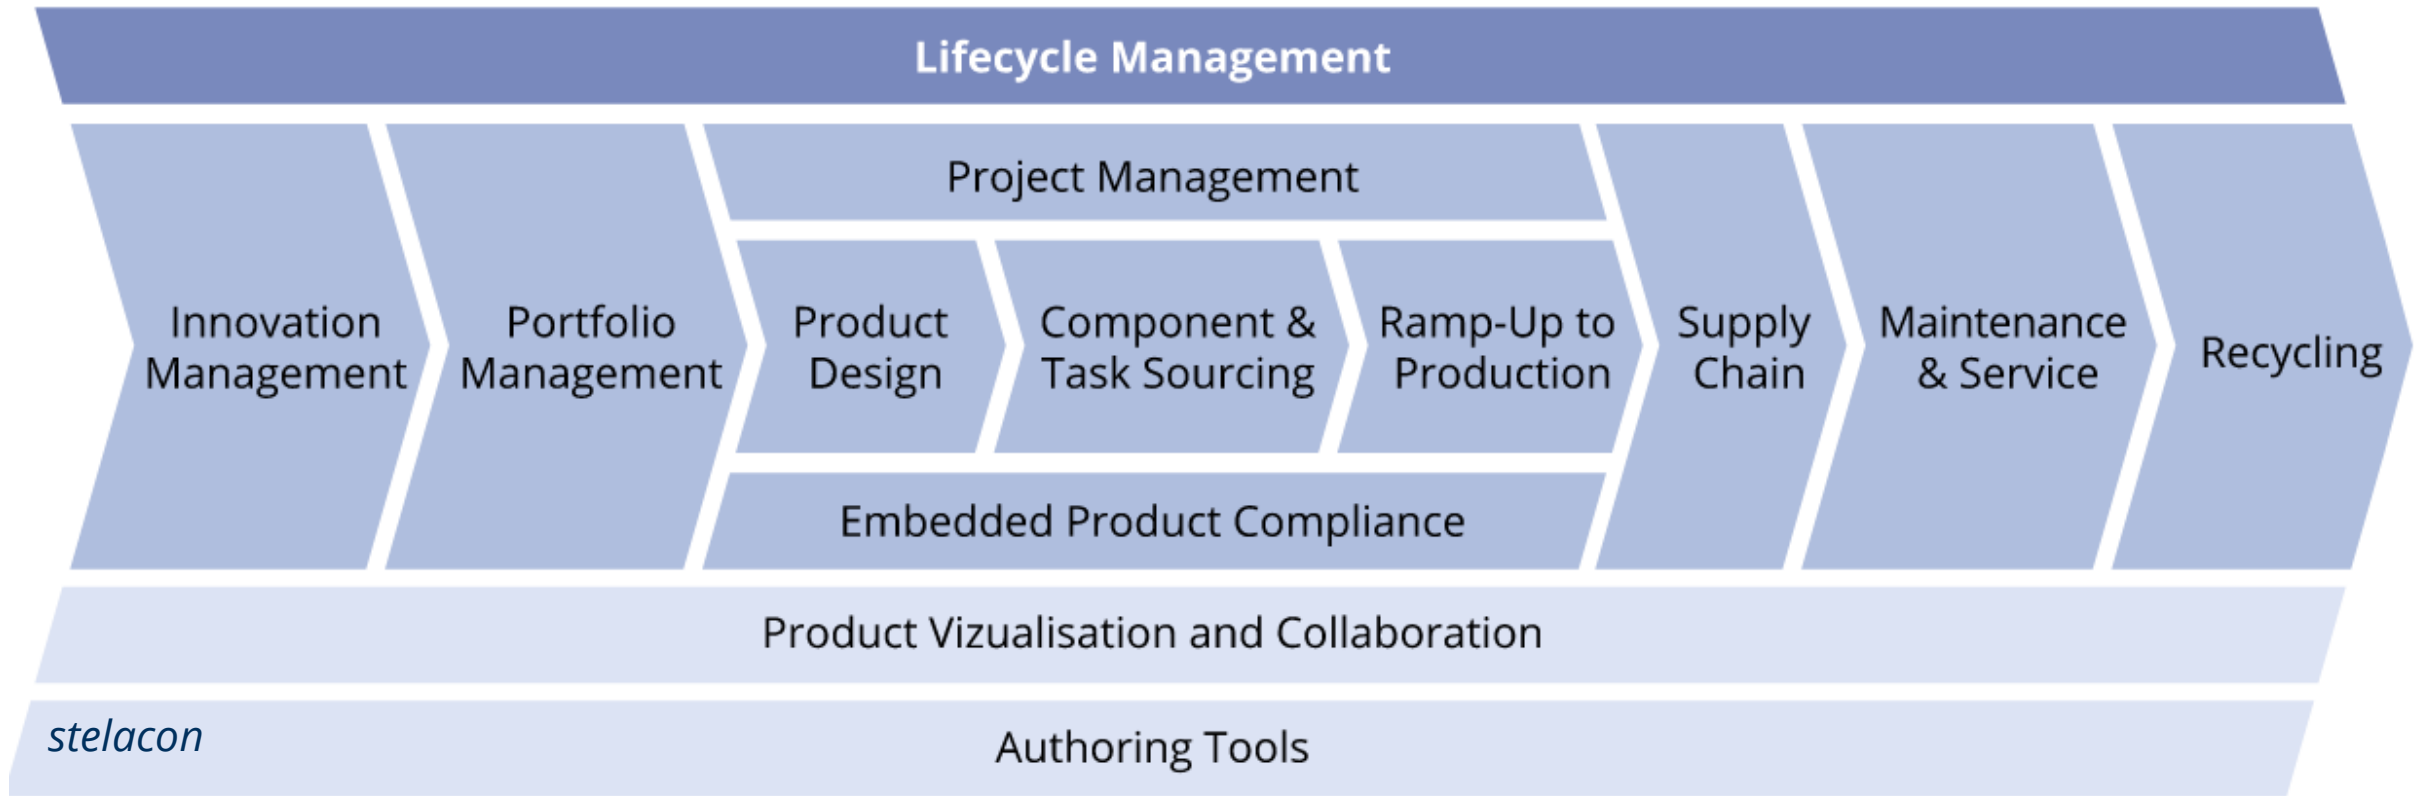 Lifecycle Management
Project Management
Innovation
Management
Portfolio
Management
Product
Design
Component &
Task Sourcing
Ramp-Up to
Production
Supply
Chain
Maintenance
& Service
Recycling
Embedded Product Compliance
Product Vizualisation and Collaboration
stelacon
Authoring Tools